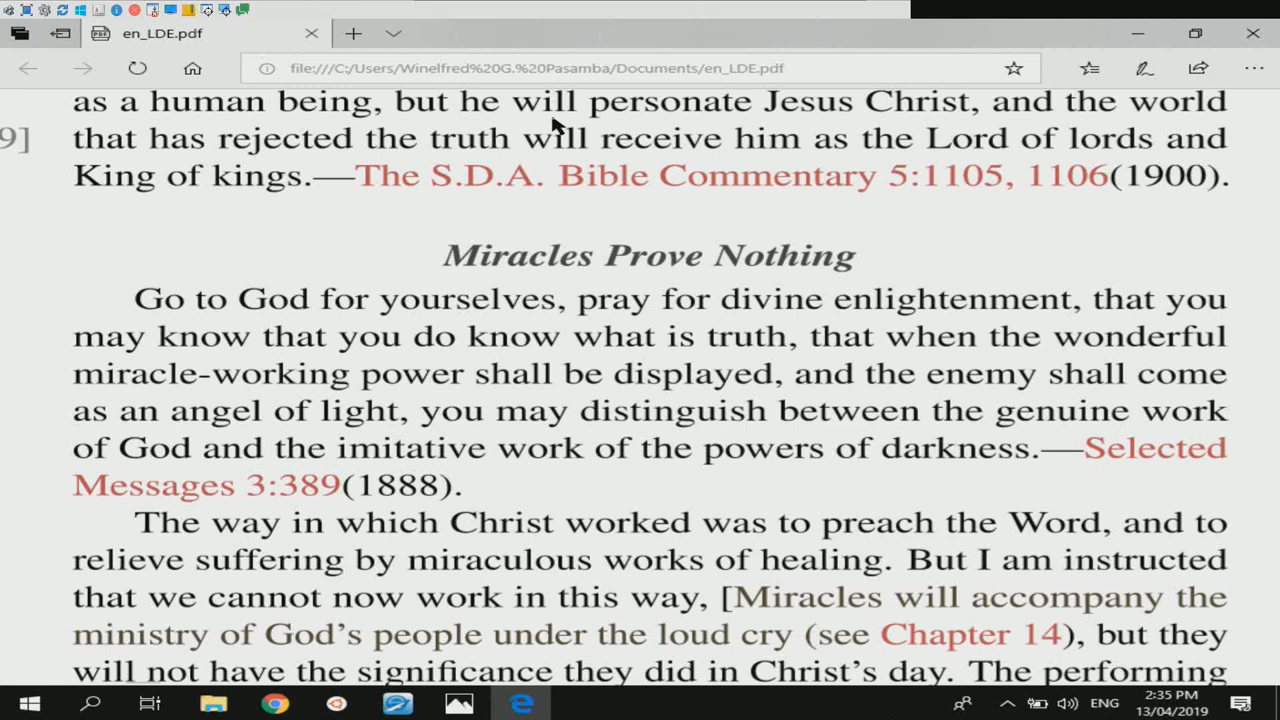 en_LDE.pdf
file:///C:/Users/Winelfred%20G.%20Pasamba/Documents/en_LDE.pdf
as a human being, but he will personate Jesus Christ, and the world
9] that has rejected the truth will receive him as the Lord of lords and
King of kings.—The S.D.A. Bible Commentary 5:1105, 1106(1900).
Miracles Prove Nothing
Go to God for yourselves, pray for divine enlightenment, that you
may know that you do know what is truth, that when the wonderful
miracle-working power shall be displayed, and the enemy shall come
as an angel of light, you may distinguish between the genuine work
of God and the imitative work of the powers of darkness.—Selected
Messages 3:389(1888).
The way in which Christ worked was to preach the Word, and to
relieve suffering by miraculous works of healing. But I am instructed
that we cannot now work in this way, [Miracles will accompany the
ministry of God's people under the loud cry (see Chapter 14), but they
will not have the significance they did in Christ's day. The performing
ENG
2:35 PM
13/04/2019